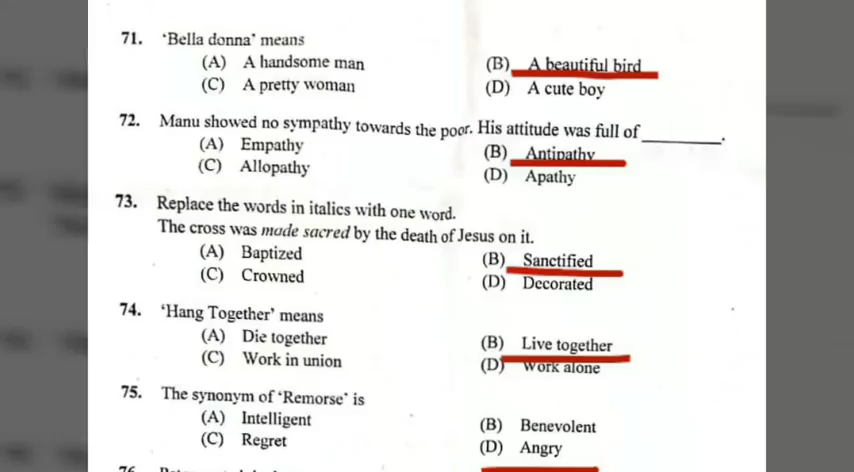 71. ‘Bella donna’ means
(A) A handsome man (B) A beautiful bird
(C) A pretty woman (D) A cute boy
72. Manu showed no sympathy towards the poor. His attitude was full of ________.
(A) Empathy (B) Antipathy
(C) Allopathy (D) Apathy
73. Replace the words in italics with one word.
The cross was made sacred by the death of Jesus on it.
(A) Baptized (B) Sanctified
(C) Crowned (D) Decorated
74. ‘Hang Together’ means
(A) Die together (B) Live together
(C) Work in union (D) Work alone
75. The synonym of ‘Remorse’ is
(A) Intelligent (B) Benevolent
(C) Regret (D) Angry
76.